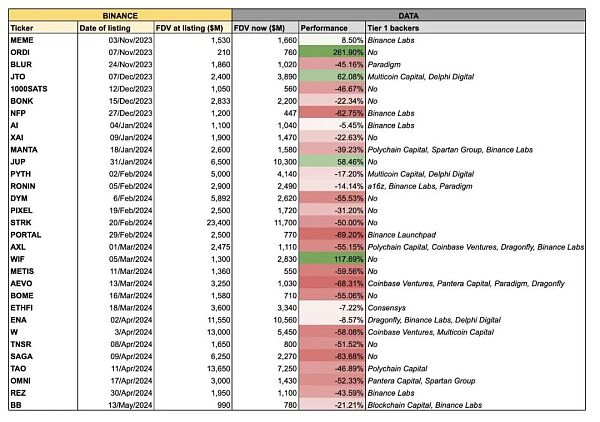 BINANCE DATA
Ticker Date of listing FDV at listing ($M) FDV now ($M) Performance Tier 1 backers
MEME 03/Nov/2023 1,530 1,660 8.50% Binance Labs
ORDI 07/Nov/2023 210 760 261.90% No
BLUR 24/Nov/2023 1,860 1,020 -45.16% Paradigm
JTO 07/Dec/2023 2,400 3,890 62.08% Multicoin Capital, Delphi Digital
1000SATS 12/Dec/2023 1,050 560 -46.67% No
BONK 15/Dec/2023 2,833 2,200 -22.34% No
NFP 27/Dec/2023 1,200 447 -62.75% Binance Labs
AI 04/Jan/2024 1,100 1,040 -5.45% Binance Labs
XAI 09/Jan/2024 1,900 1,470 -22.63% No
MANTA 18/Jan/2024 2,600 1,580 -39.23% Polychain Capital, Spartan Group, Binance Labs
JUP 31/Jan/2024 6,500 10,300 58.46% No
PYTH 02/Feb/2024 5,000 4,140 -17.20% Multicoin Capital, Delphi Digital
RONIN 05/Feb/2024 2,900 2,490 -14.14% a16z, Binance Labs, Paradigm
DYM 6/Feb/2024 5,892 2,620 -55.53% No
PIXEL 19/Feb/2024 2,500 1,720 -31.20% No
STRK 20/Feb/2024 23,400 11,700 -50.00% No
PORTAL 29/Feb/2024 2,500 770 -69.20% Binance Launchpad
AXL 01/Mar/2024 2,475 1,110 -55.15% Polychain Capital, Coinbase Ventures, Dragonfly, Binance Labs
WIF 05/Mar/2024 1,300 2,830 117.69% No
METIS 11/Mar/2024 1,360 550 -59.56% No
AEVO 13/Mar/2024 3,250 1,030 -68.31% Coinbase Ventures, Pantera Capital, Paradigm, Dragonfly
BOME 16/Mar/2024 1,580 710 -55.06% No
ETHFI 18/Mar/2024 3,600 3,340 -7.22% Consensys
ENA 02/Apr/2024 11,550 10,560 -8.57% Dragonfly, Binance Labs, Delphi Digital
W 3/Apr/2024 13,000 5,450 -58.08% Coinbase Ventures, Multicoin Capital
TNSR 08/Apr/2024 1,650 800 -51.52% No
SAGA 09/Apr/2024 6,250 2,270 -63.68% No
TAO 11/Apr/2024 13,650 7,250 -46.89% Polychain Capital
OMNI 17/Apr/2024 3,000 1,430 -52.33% Pantera Capital, Spartan Group
REZ 30/Apr/2024 1,950 1,100 -43.59% Binance Labs
BB 13/May/2024 990 780 -21.21% Blockchain Capital, Binance Labs